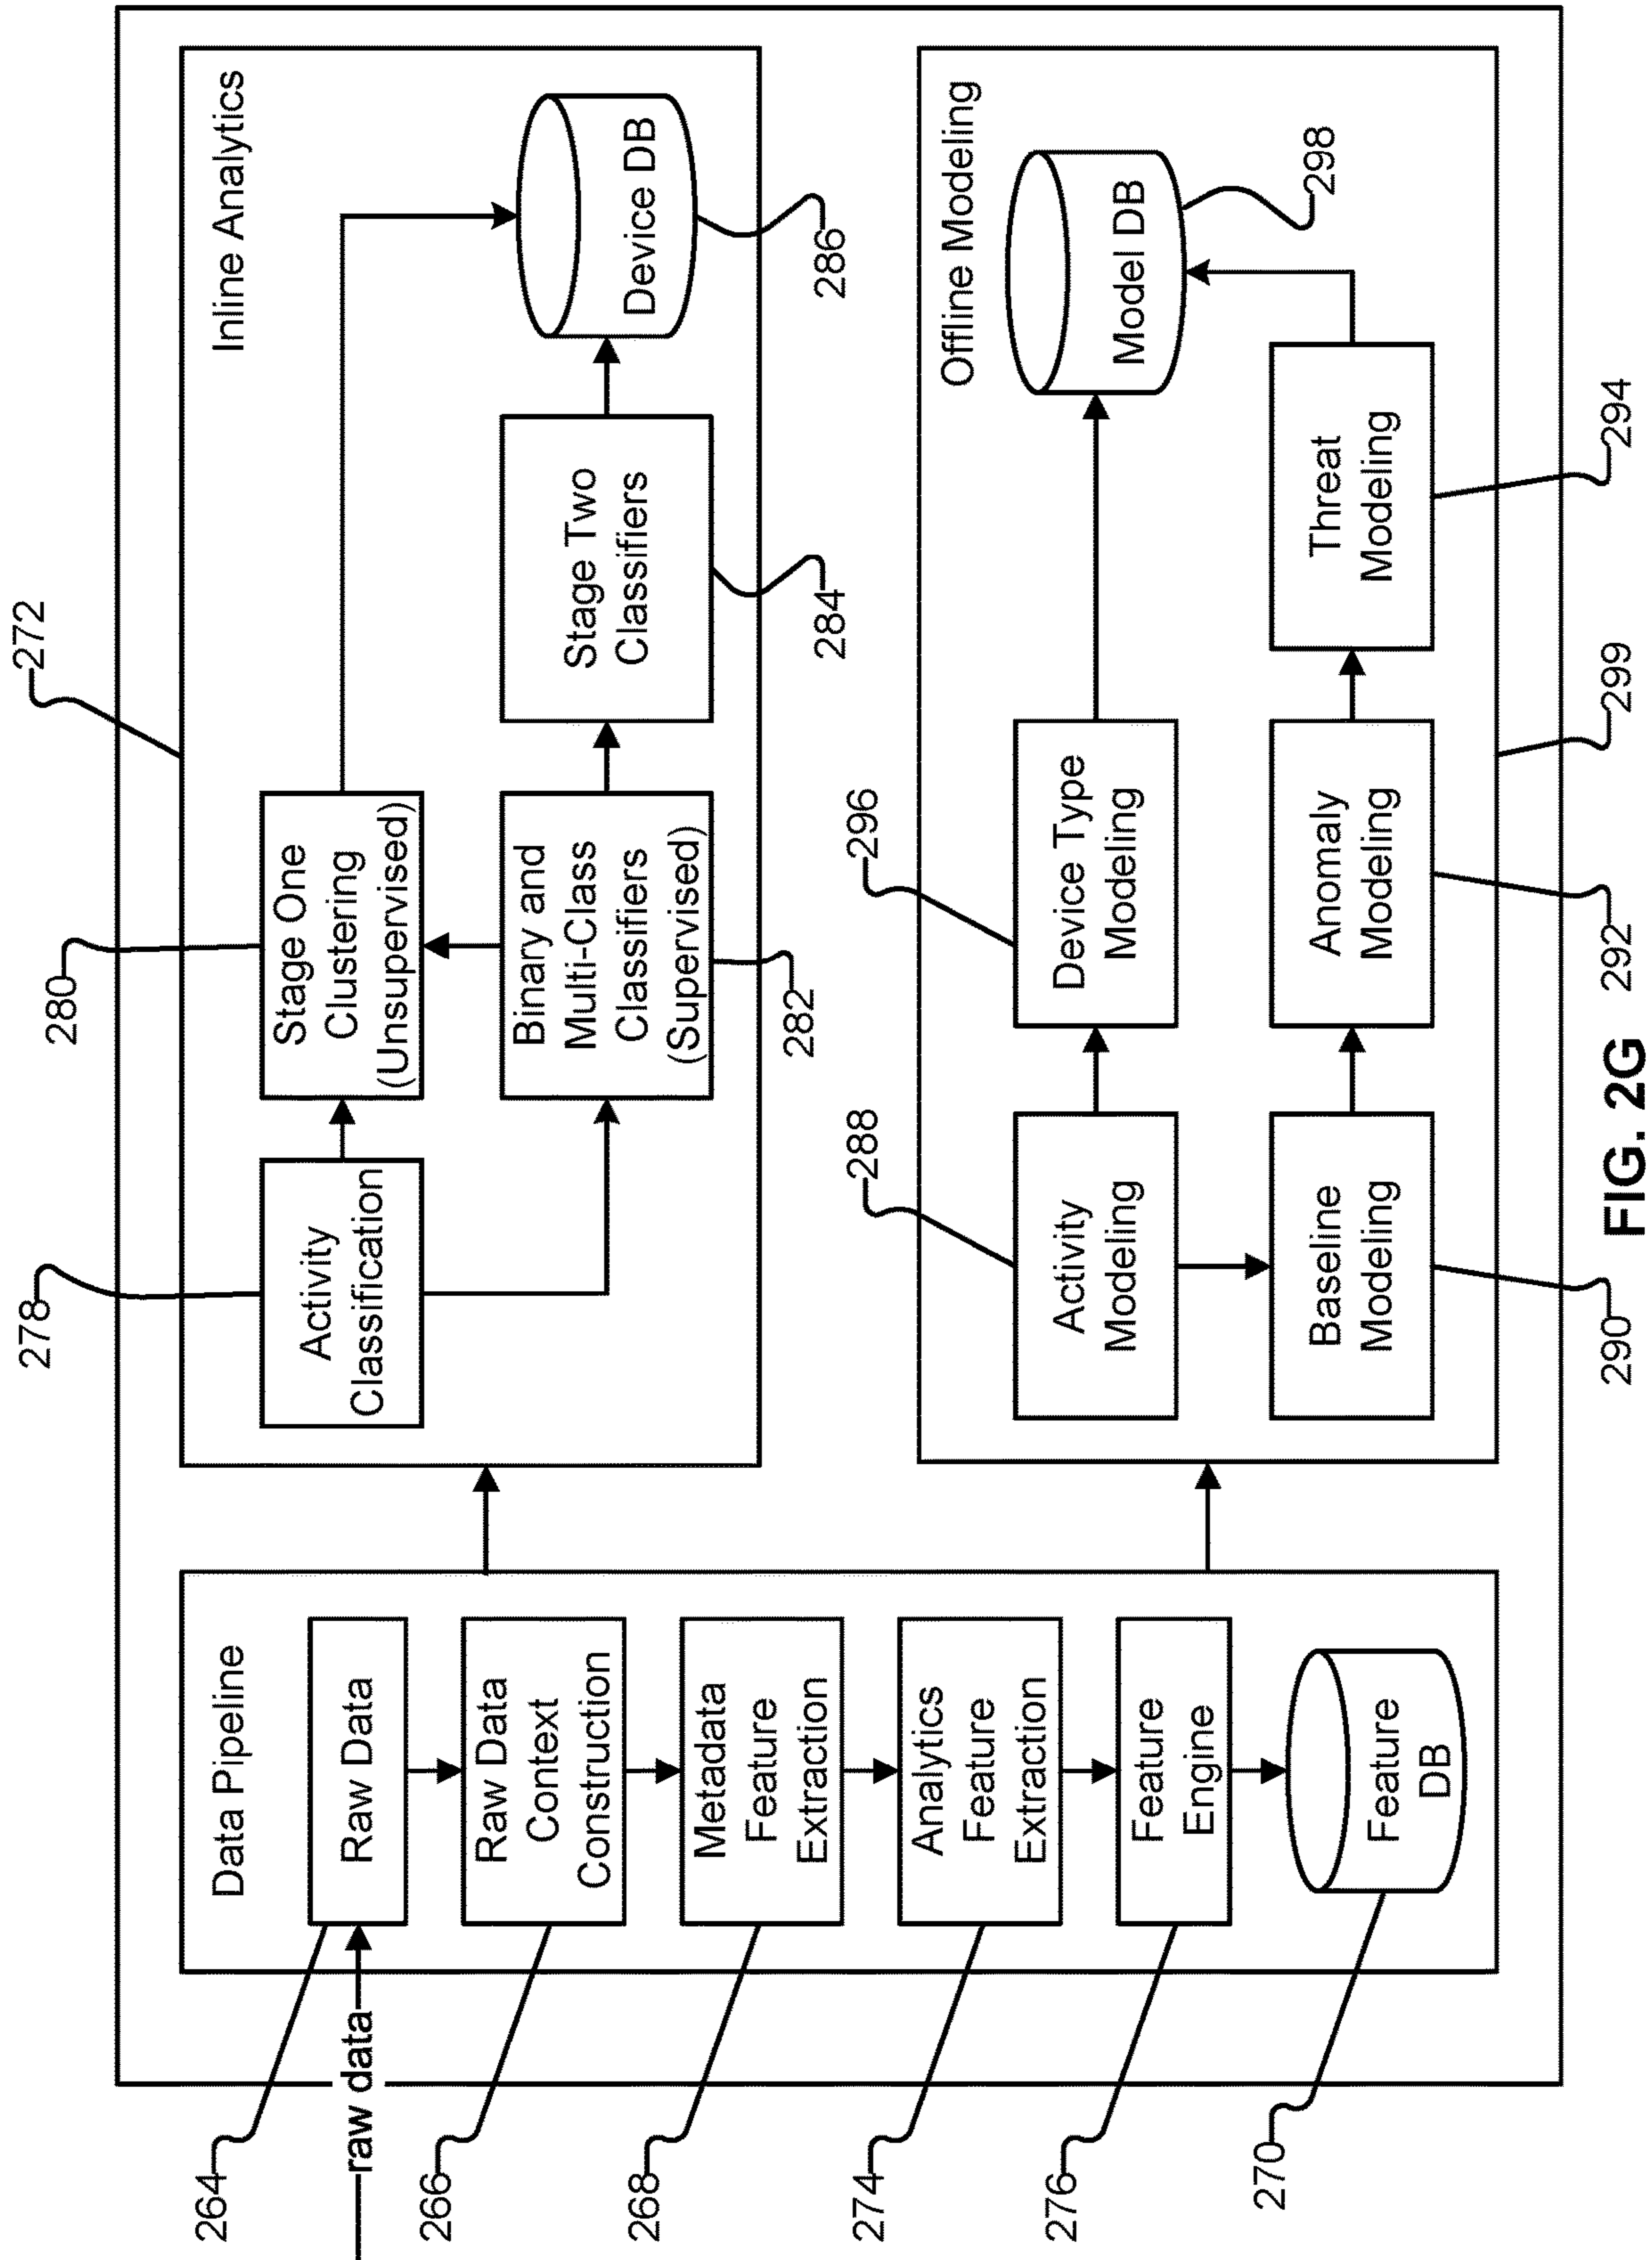 264
raw data
266
268
274
276
270
Data Pipeline
Raw Data
Raw Data
Context
Construction
Metadata
Feature
Extraction
Analytics
Feature
Extraction
Feature
Engine
Feature
DB
272
Inline Analytics
278
Activity
Classification
280
Stage One
Clustering
(Unsupervised)
Binary and
Multi-Class
Classifiers
(Supervised)
282
Stage Two
Classifiers
284
Device DB
286
Offline Modeling
288
Activity
Modeling
296
Device Type
Modeling
Model DB
298
Baseline
Modeling
290
Anomaly
Modeling
292
Threat
Modeling
294
299
FIG. 2G